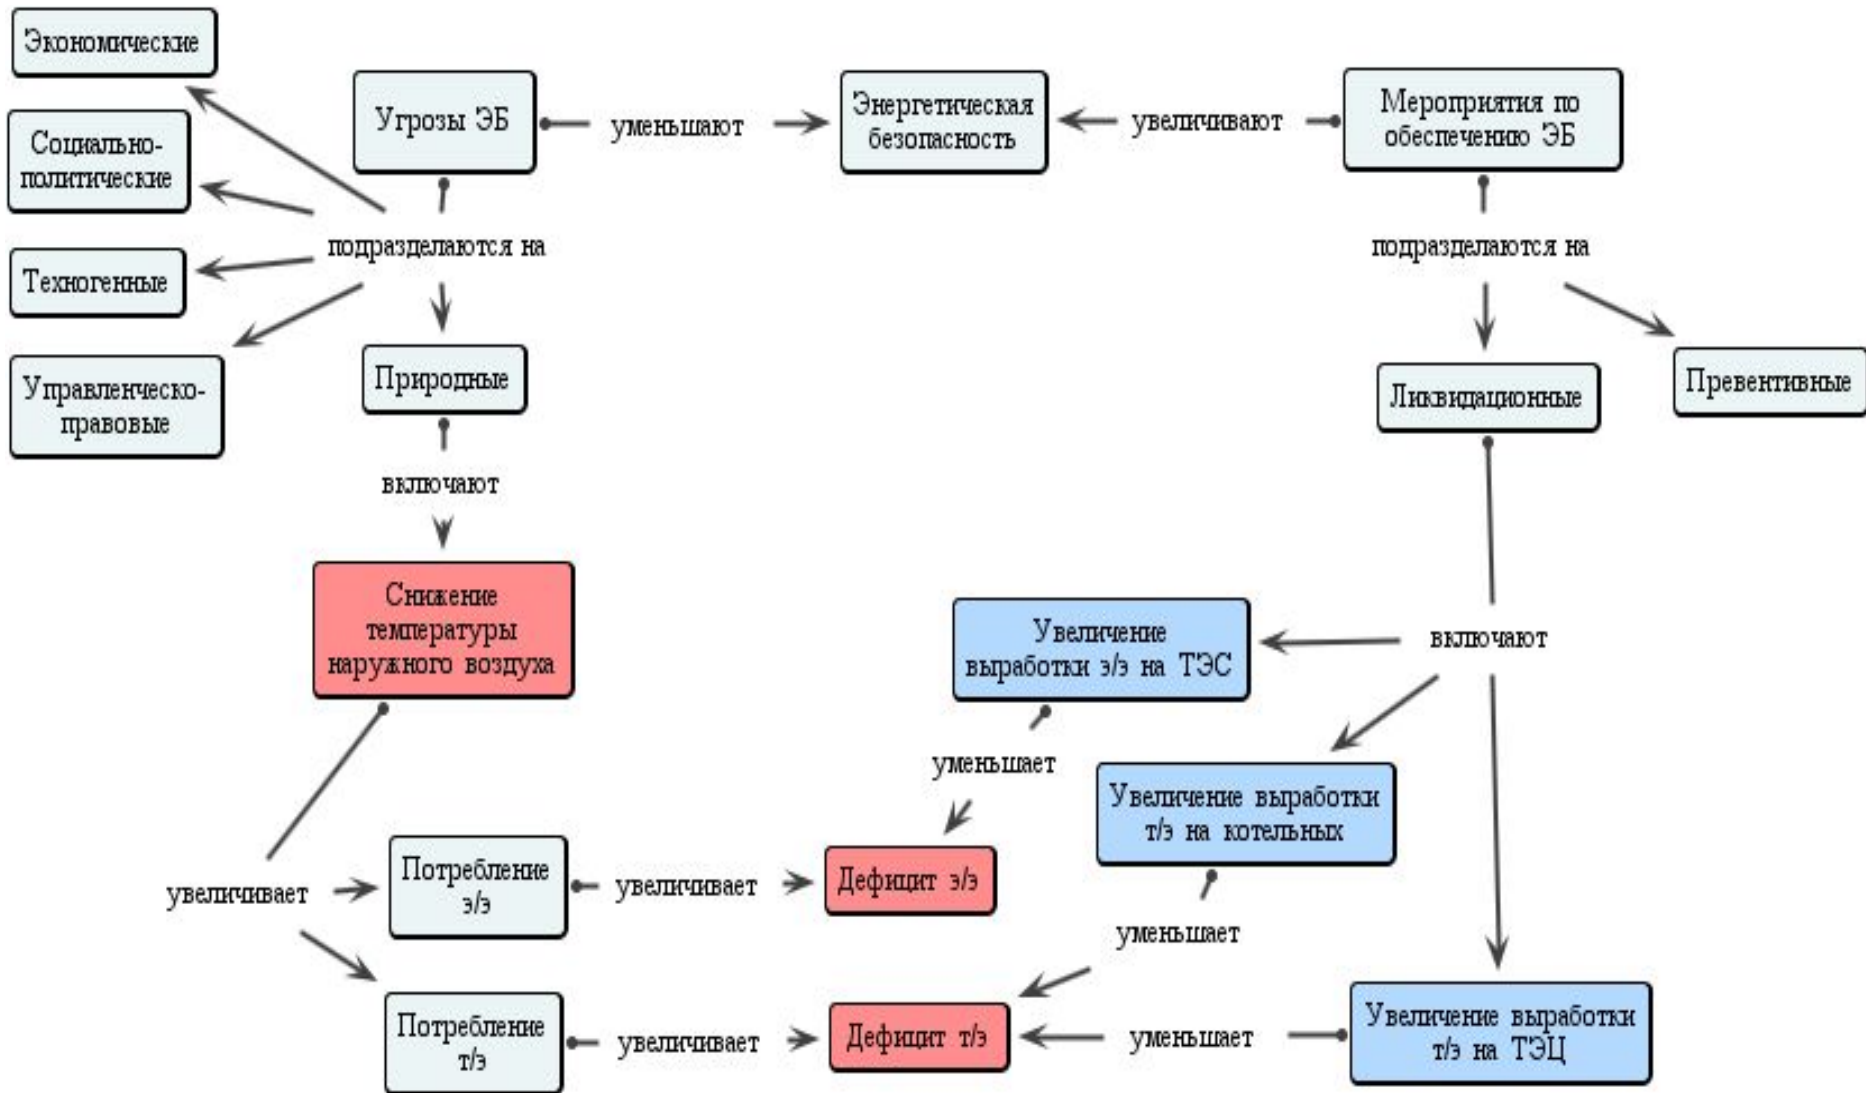 Экономические
Угрозы ЭБ
уменьшают
Энергетическая
безопасность
увеличивают
Мероприятия по
обеспечению ЭБ
Социально-
политические
подразделаются на
подразделаются на
Техногенные
Управленческо-
правовые
Природные
Ликвидационные
Превентивные
включают
Снижение
температуры
наружного воздуха
Увеличение
выработки э/э на ТЭС
включают
уменьшает
Увеличение выработки
т/э на котельных
увеличивает
Потребление
э/э
увеличивает
Дефицит э/э
уменьшает
Потребление
т/э
увеличивает
Дефицит т/э
уменьшает
Увеличение выработки
т/э на ТЭЦ